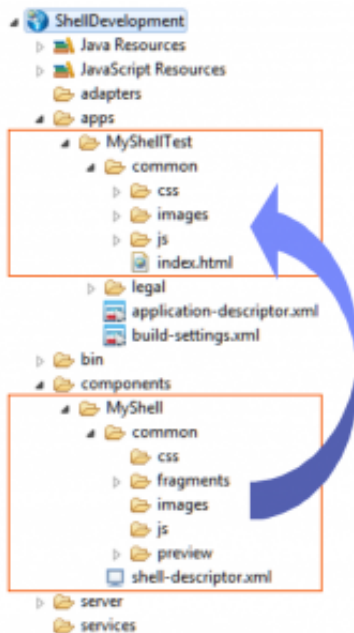 ShellDevelopment
Java Resources
JavaScript Resources
adapters
apps
MyShellTest
common
css
images
js
index.html
legal
application-descriptor.xml
build-settings.xml
bin
components
MyShell
common
css
fragments
images
js
preview
shell-descriptor.xml
server
services